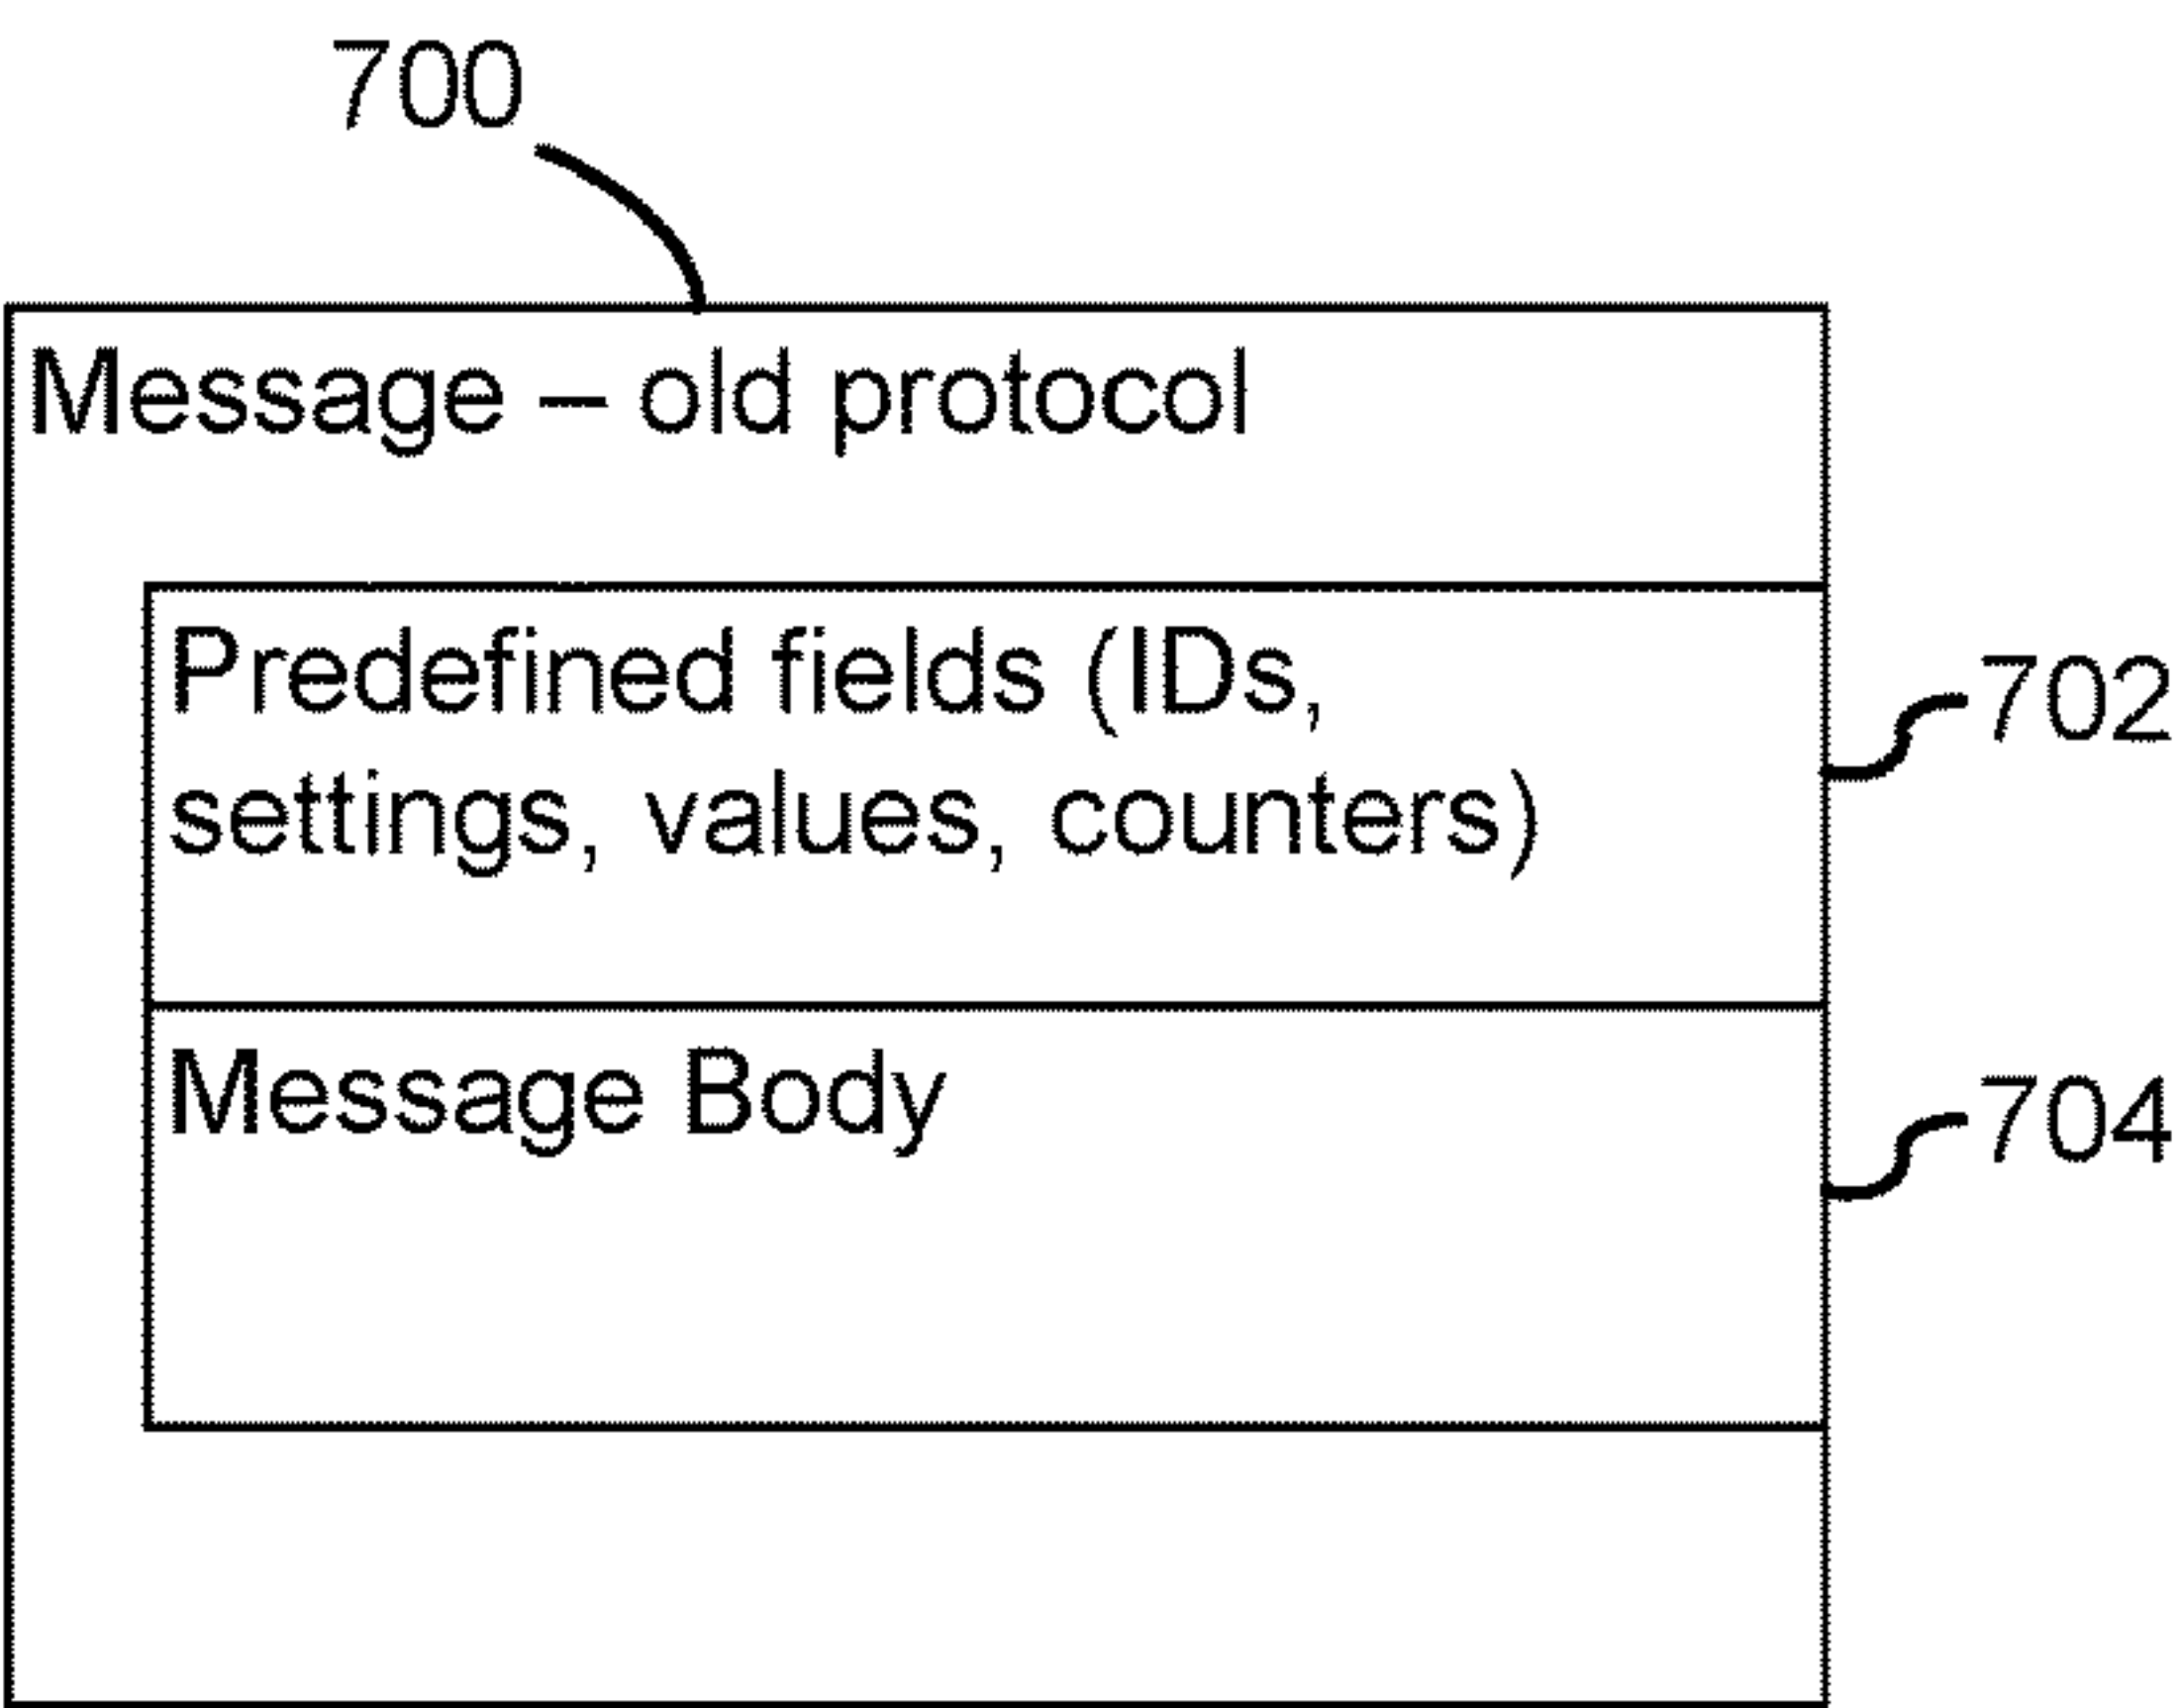 700
Message – old protocol
Predefined fields (IDs,
settings, values, counters)
702
Message Body
704